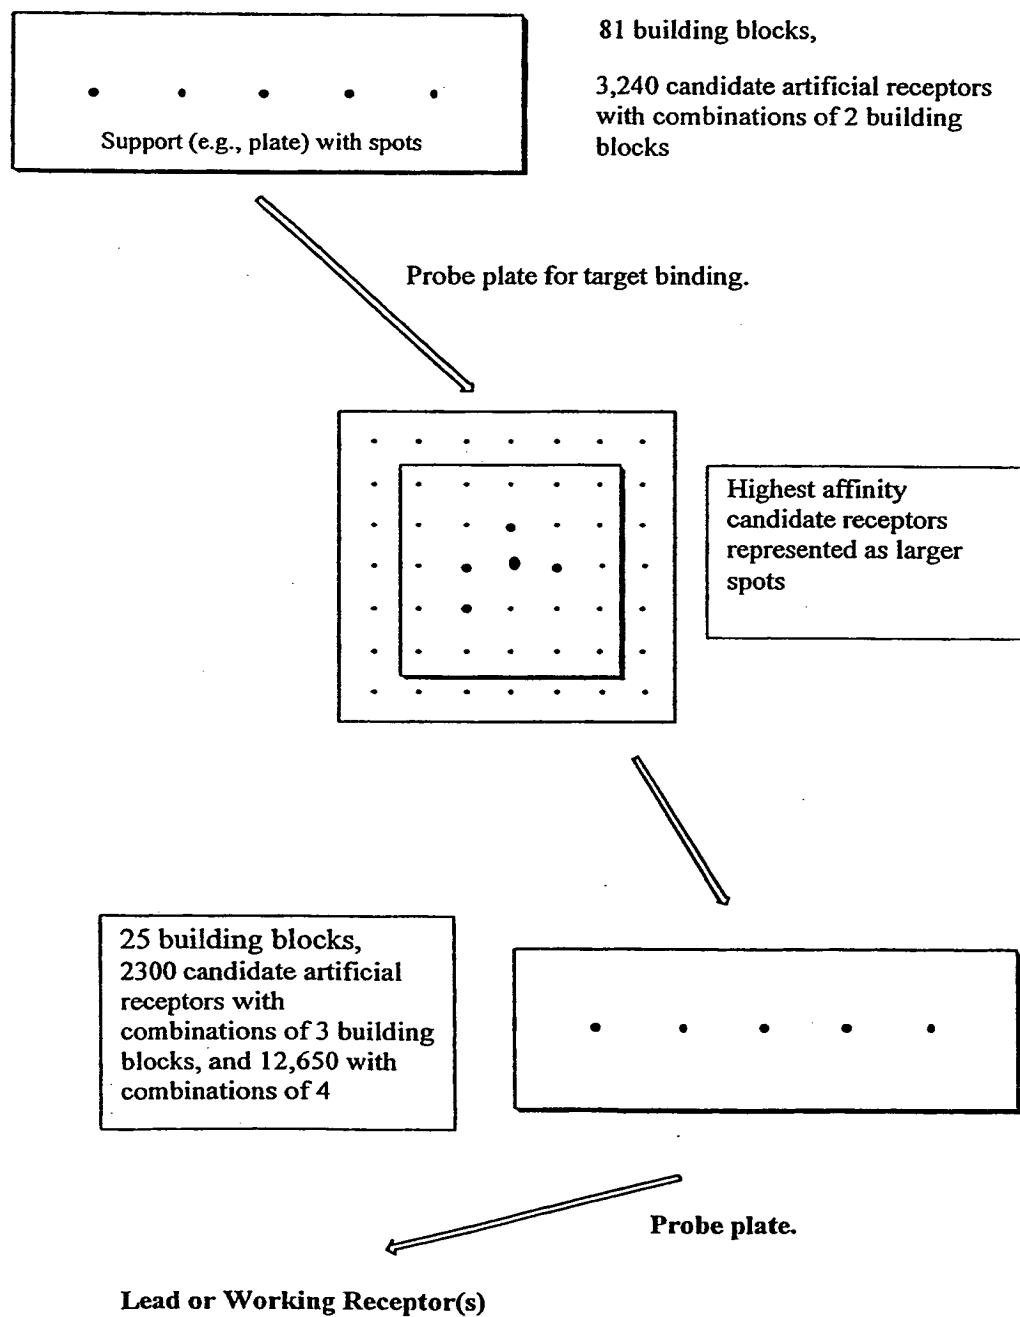 81 building blocks,
3,240 candidate artificial receptors
with combinations of 2 building
blocks
Support (e.g., plate) with spots
Probe plate for target binding.
Highest affinity
candidate receptors
represented as larger
spots
25 building blocks,
2300 candidate artificial
receptors with
combinations of 3 building
blocks, and 12,650 with
combinations of 4
Probe plate.
Lead or Working Receptor(s)